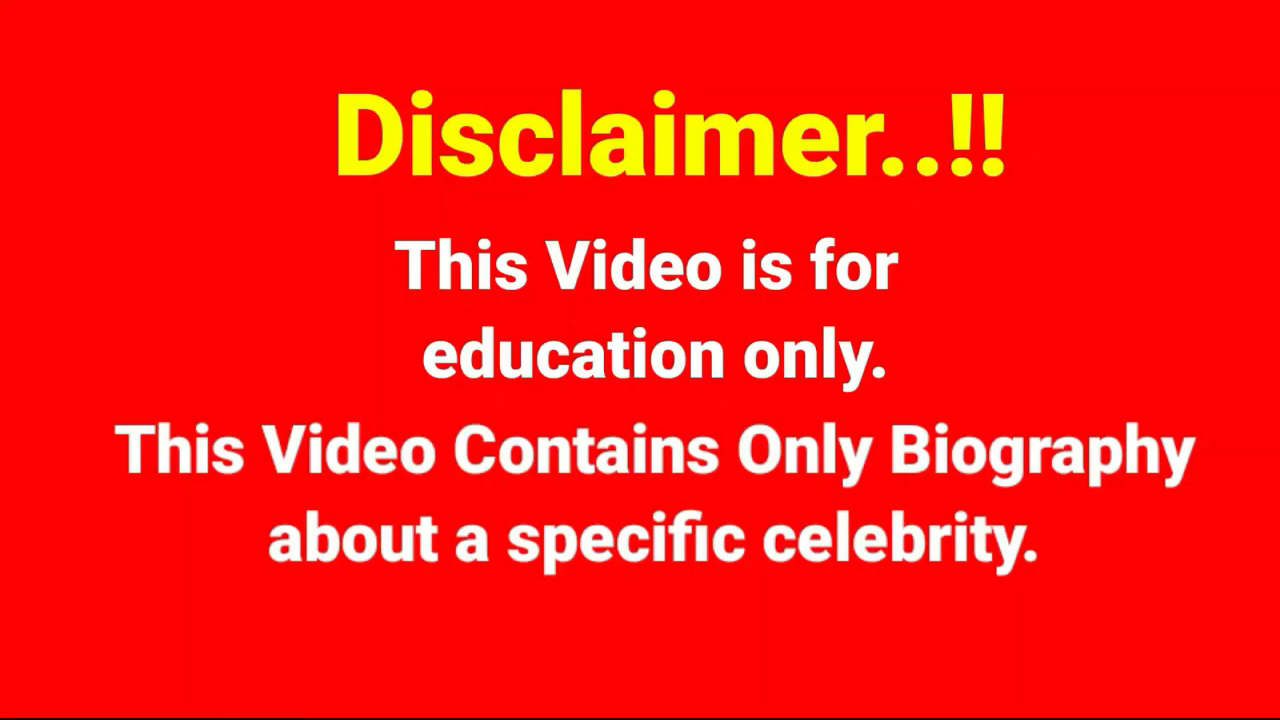 Disclaimer..!!
This Video is for
education only.
This Video Contains Only Biography
about a specific celebrity.